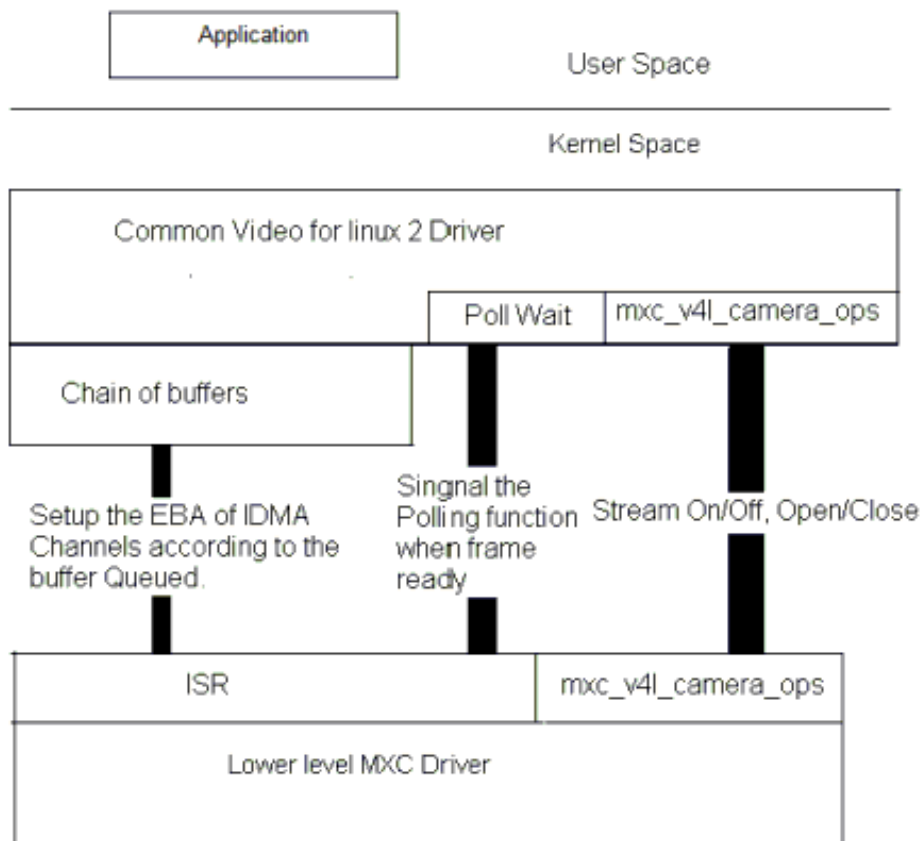 Application
User Space
Kernel Space
Common Video for linux 2 Driver
Poll Wait
mxc_v4l_camera_ops
Chain of buffers
Setup the EBA of IDMA
Channels according to the
buffer Queued.
Singnal the
Polling function
when frame
ready
Stream On/Off, Open/Close
ISR
mxc_v4l_camera_ops
Lower level MXC Driver